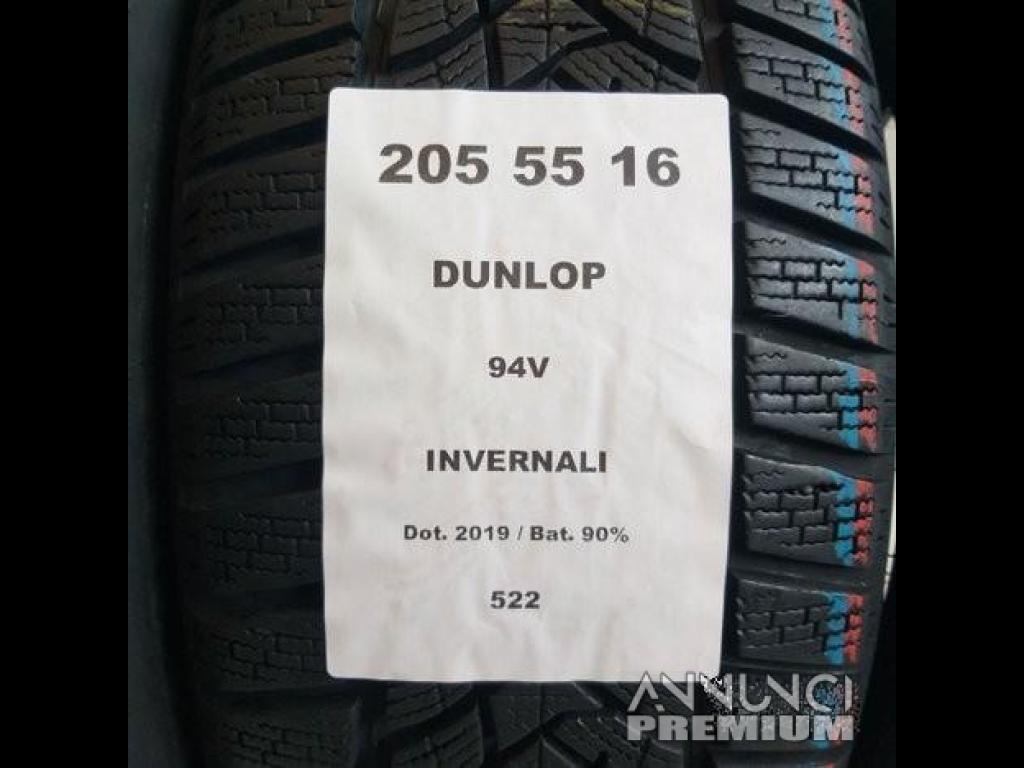 205 55 16
DUNLOP
94V
INVERNALI
Dot. 2019 / Bat. 90%
522
ANNUNCI
PREMIUM